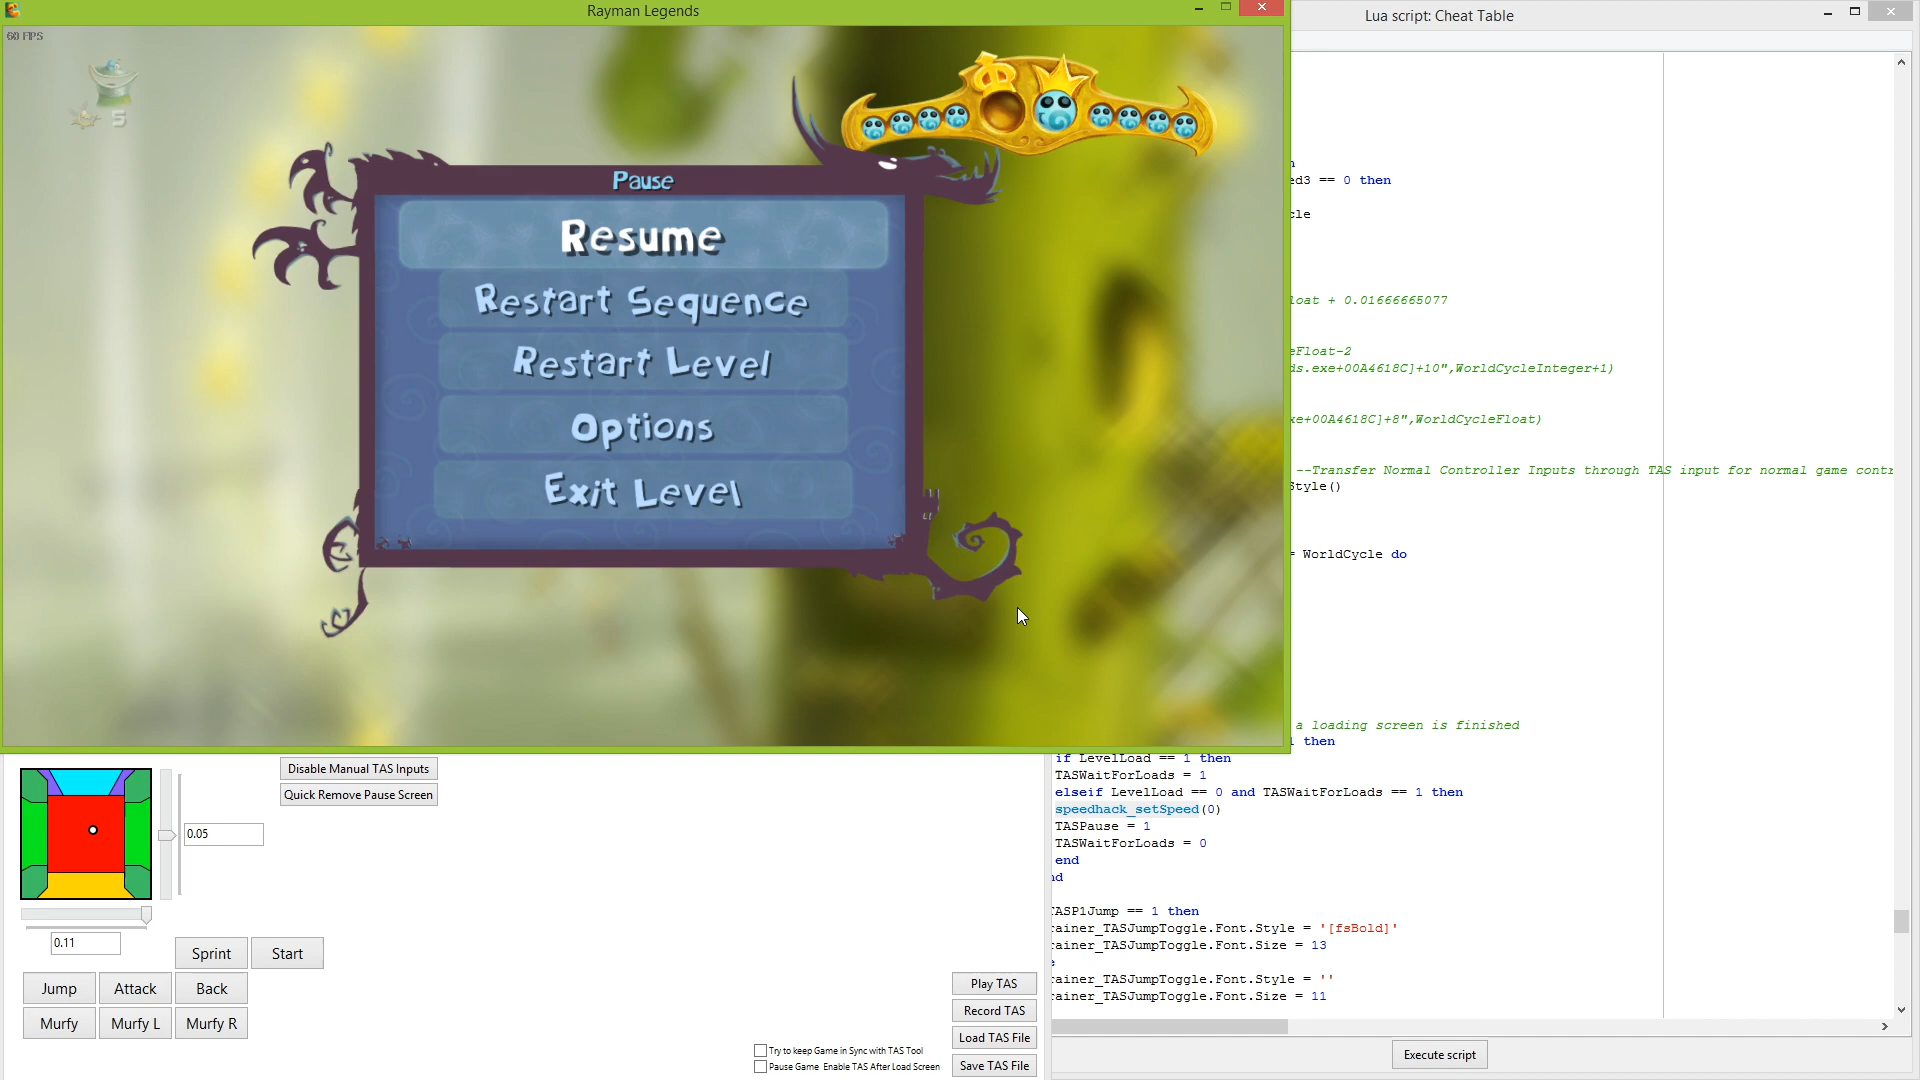 Rayman Legends
60 FPS
5
Pause
Resume
Restart Sequence
Restart Level
Options
Exit Level
Lua script: Cheat Table
ed3 == 0 then
cle
loat + 0.01666665077
eFloat-2
ds.exe+00A4618C]+10",WorldCycleInteger+1)
xe+00A4618C]+8",WorldCycleFloat)
--Transfer Normal Controller Inputs through TAS input for normal game contr
Style()
= WorldCycle do
a loading screen is finished
then
if LevelLoad == 1 then
TASWaitForLoads = 1
elseif LevelLoad == 0 and TASWaitForLoads == 1 then
speedhack_setSpeed(0)
TASPause = 1
TASWaitForLoads = 0
end
nd
TASP1Jump == 1 then
rainer_TASJumpToggle.Font.Style = '[fsBold]'
rainer_TASJumpToggle.Font.Size = 13
rainer_TASJumpToggle.Font.Style = ''
rainer_TASJumpToggle.Font.Size = 11
Execute script
Disable Manual TAS Inputs
Quick Remove Pause Screen
0.05
0.11
Sprint
Start
Jump
Attack
Back
Murfy
Murfy L
Murfy R
Play TAS
Record TAS
Load TAS File
Save TAS File
Try to keep Game in Sync with TAS Tool
Pause Game Enable TAS After Load Screen